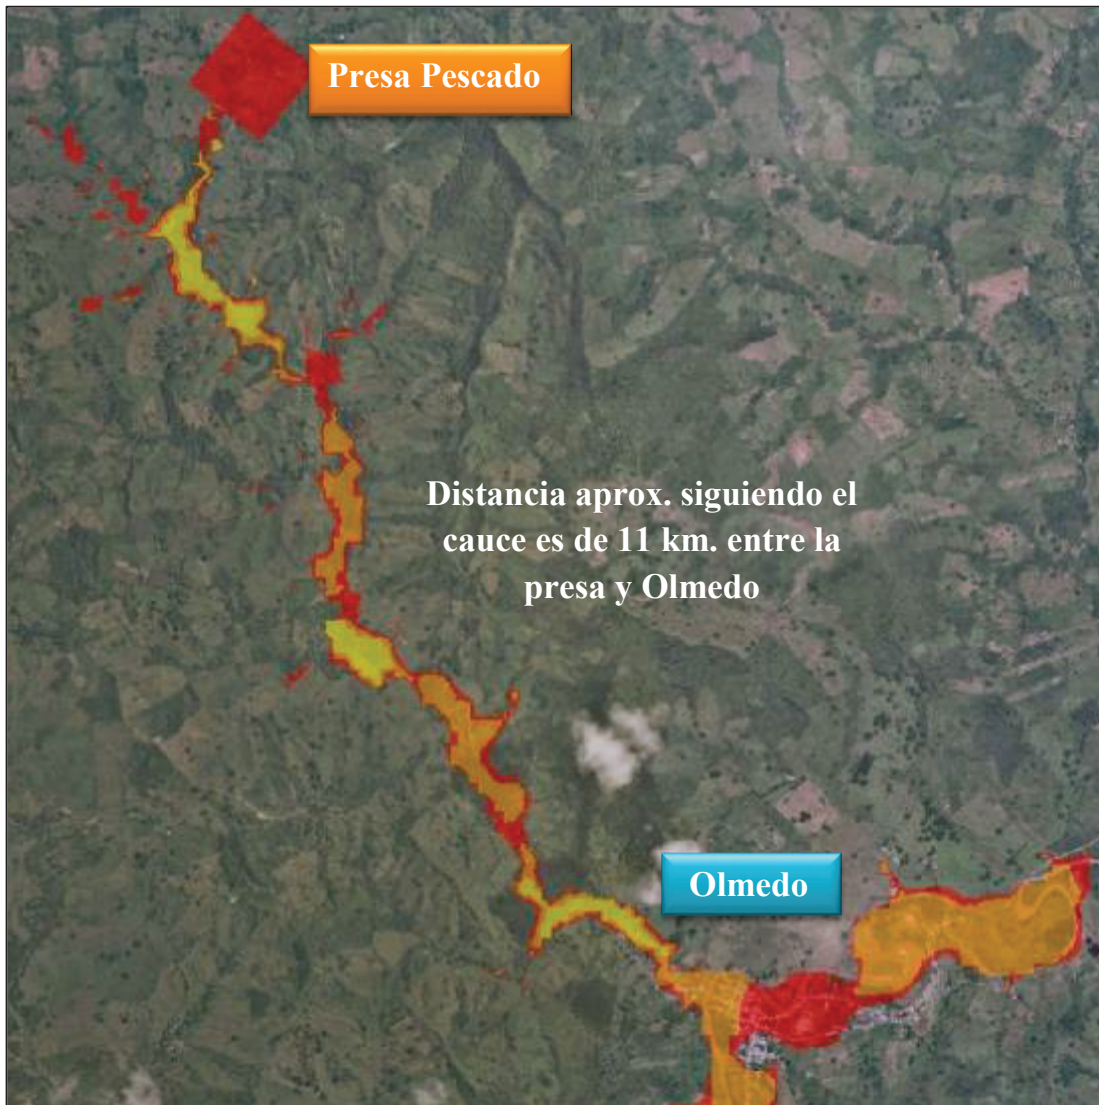 Presa Pescado
Distancia aprox. siguiendo el
cauce es de 11 km. entre la
presa y Olmedo
Olmedo